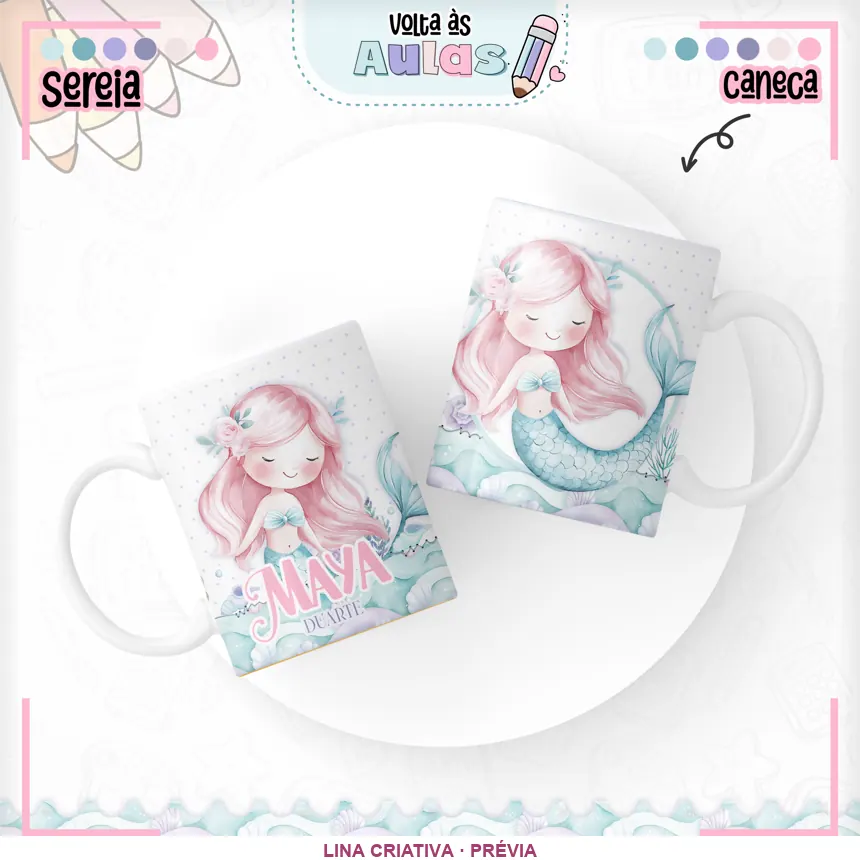 Volta às
Aulas
Sereia
caneca
MAYA
DUARTE
LINA CRIATIVA · PRÉVIA